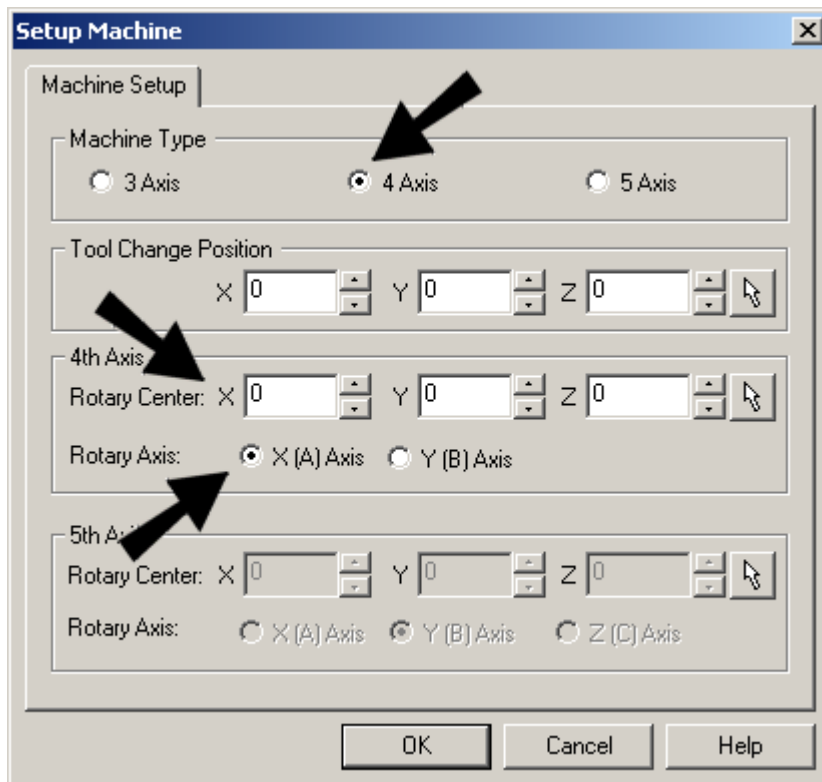 Setup Machine
Machine Setup
Machine Type
3 Axis 4 Axis 5 Axis
Tool Change Position
X 0 Y 0 Z 0
4th Axis
Rotary Center: X 0 Y 0 Z 0
Rotary Axis: X (A) Axis Y (B) Axis
5th A
Rotary Center: X 0 Y 0 Z 0
Rotary Axis: X (A) Axis Y (B) Axis Z (C) Axis
OK Cancel Help